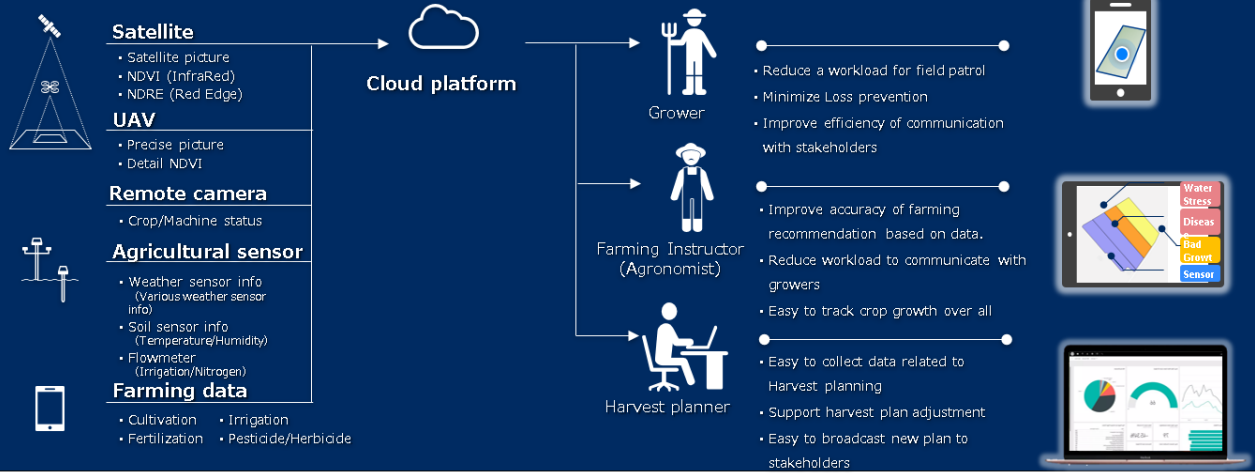 Satellite
• Satellite picture
• NDVI (InfraRed)
• NDRE (Red Edge)
UAV
• Precise picture
• Detail NDVI
Remote camera
• Crop/Machine status
Agricultural sensor
• Weather sensor info
(Various weather sensor
info)
• Soil sensor info
(Temperature/Humidity)
• Flowmeter
(Irrigation/Nitrogen)
Farming data
• Cultivation • Irrigation
• Fertilization • Pesticide/Herbicide
Cloud platform
Grower
• Reduce a workload for field patrol
• Minimize Loss prevention
• Improve efficiency of communication
with stakeholders
Farming Instructor
(Agronomist)
• Improve accuracy of farming
recommendation based on data.
• Reduce workload to communicate with
growers
• Easy to track crop growth over all
Water
Stress
Diseas
e
Bad
Growt
Sensor
Harvest planner
• Easy to collect data related to
Harvest planning
• Support harvest plan adjustment
• Easy to broadcast new plan to
stakeholders